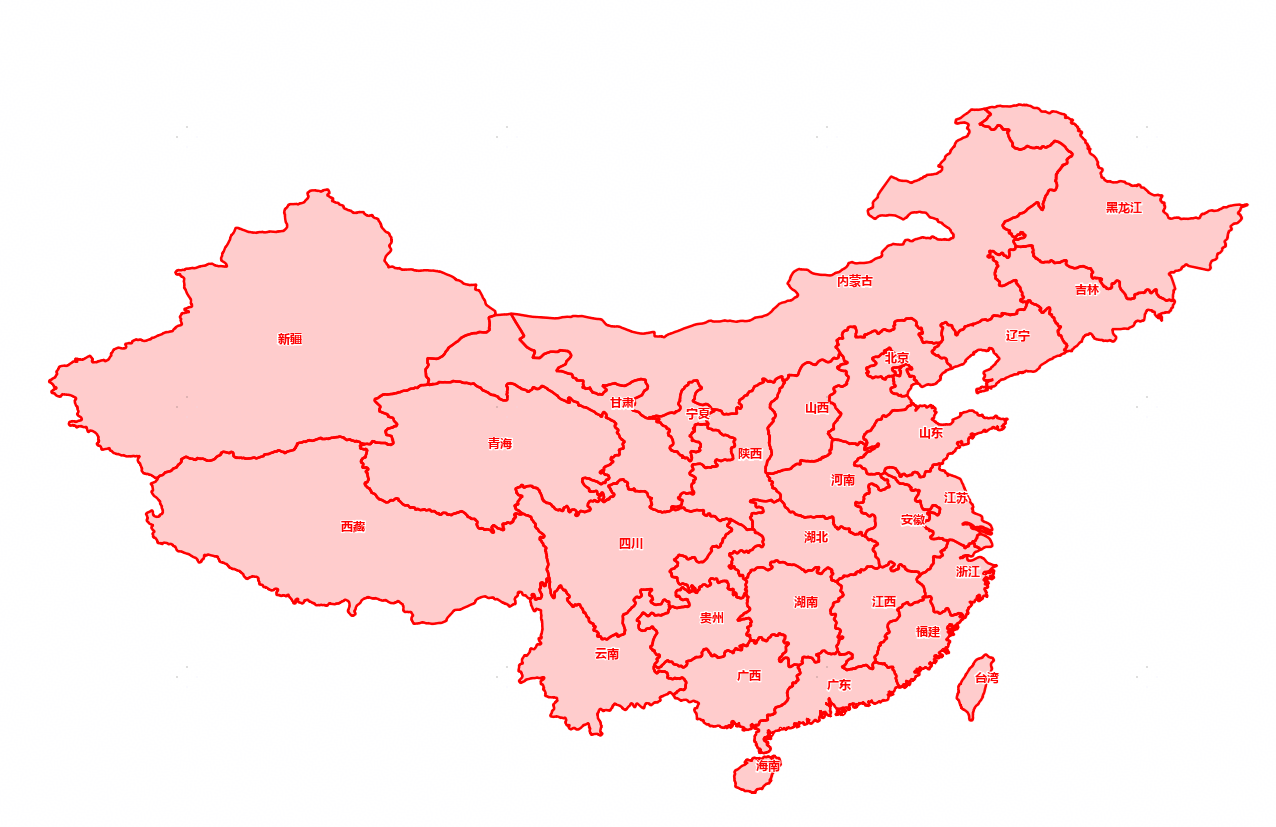 黑龙江
内蒙古
吉林
辽宁
新疆
北京
甘肃
宁夏
山西
山东
青海
陕西
河南
江苏
安徽
西藏
湖北
四川
浙江
湖南
江西
贵州
福建
云南
广西
台湾
广东
海南